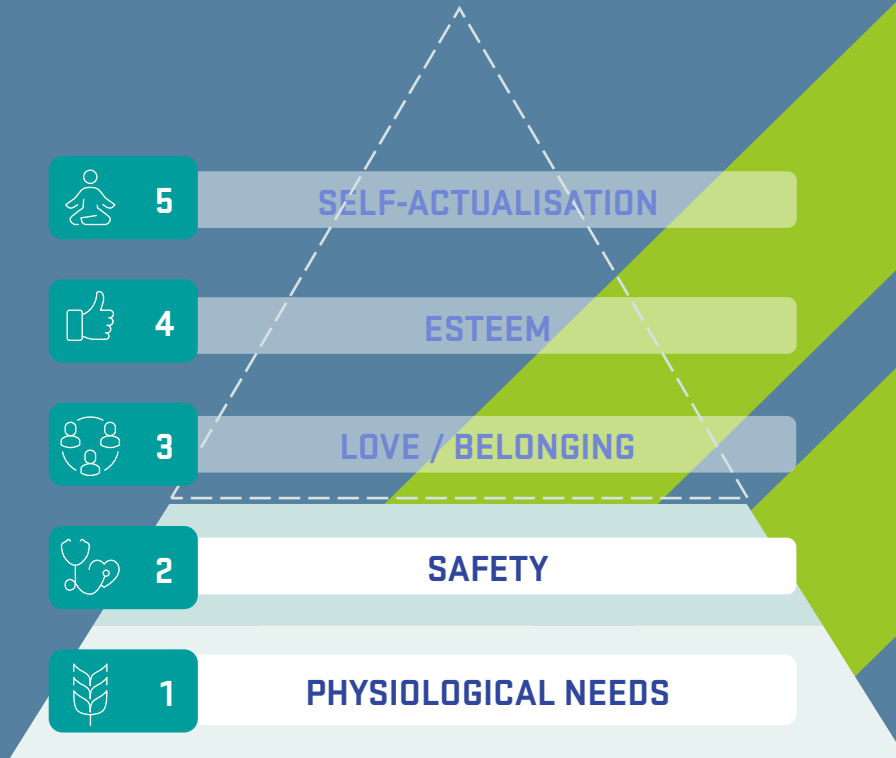 5 SELF-ACTUALISATION
4 ESTEEM
3 LOVE / BELONGING
2 SAFETY
1 PHYSIOLOGICAL NEEDS